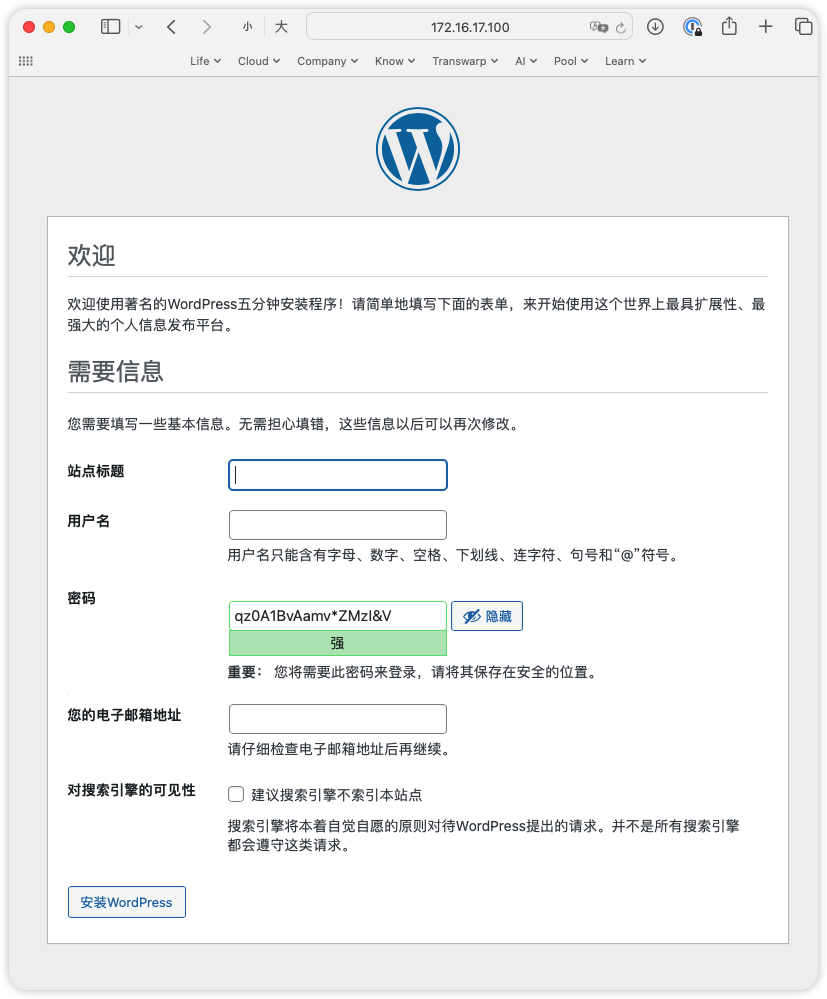 小 大 172.16.17.100
Life Cloud Company Know Transwarp AI Pool Learn
欢迎
欢迎使用著名的WordPress五分钟安装程序！请简单地填写下面的表单，来开始使用这个世界上最具扩展性、最
强大的个人信息发布平台。
需要信息
您需要填写一些基本信息。无需担心填错，这些信息以后可以再次修改。
站点标题
用户名
用户名只能含有字母、数字、空格、下划线、连字符、句号和“@”符号。
密码
qz0A1BvAamv*ZMzI&V 隐藏
强
重要： 您将需要此密码来登录，请将其保存在安全的位置。
您的电子邮箱地址
请仔细检查电子邮箱地址后再继续。
对搜索引擎的可见性 建议搜索引擎不索引本站点
搜索引擎将本着自觉自愿的原则对待WordPress提出的请求。并不是所有搜索引擎
都会遵守这类请求。
安装WordPress